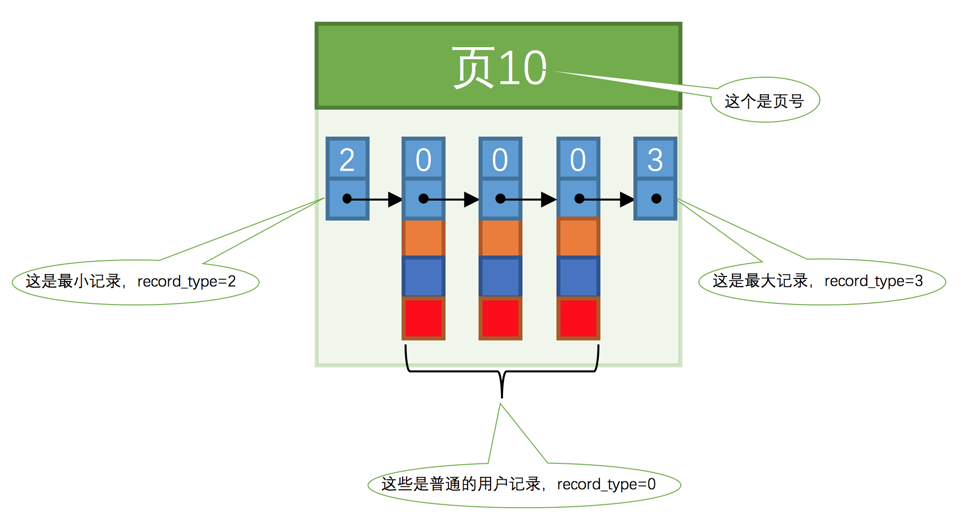 页10
这个是页号
2 0 0 0 3
这是最小记录，record_type=2
这是最大记录，record_type=3
这些是普通的用户记录，record_type=0